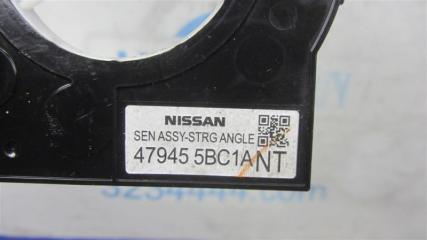 NISSAN
SEN ASSY-STRG ANGLE
47945 5BC1ANT